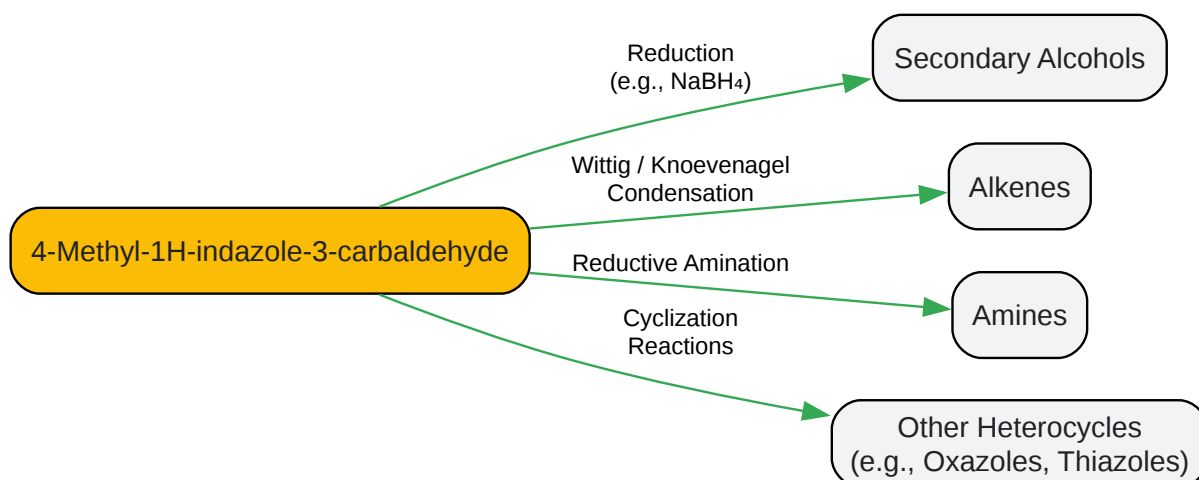 Reduction
(e.g., NaBH₄)
Secondary Alcohols
Wittig / Knoevenagel
Condensation
Alkenes
4-Methyl-1H-indazole-3-carbaldehyde
Reductive Amination
Amines
Cyclization
Reactions
Other Heterocycles
(e.g., Oxazoles, Thiazoles)